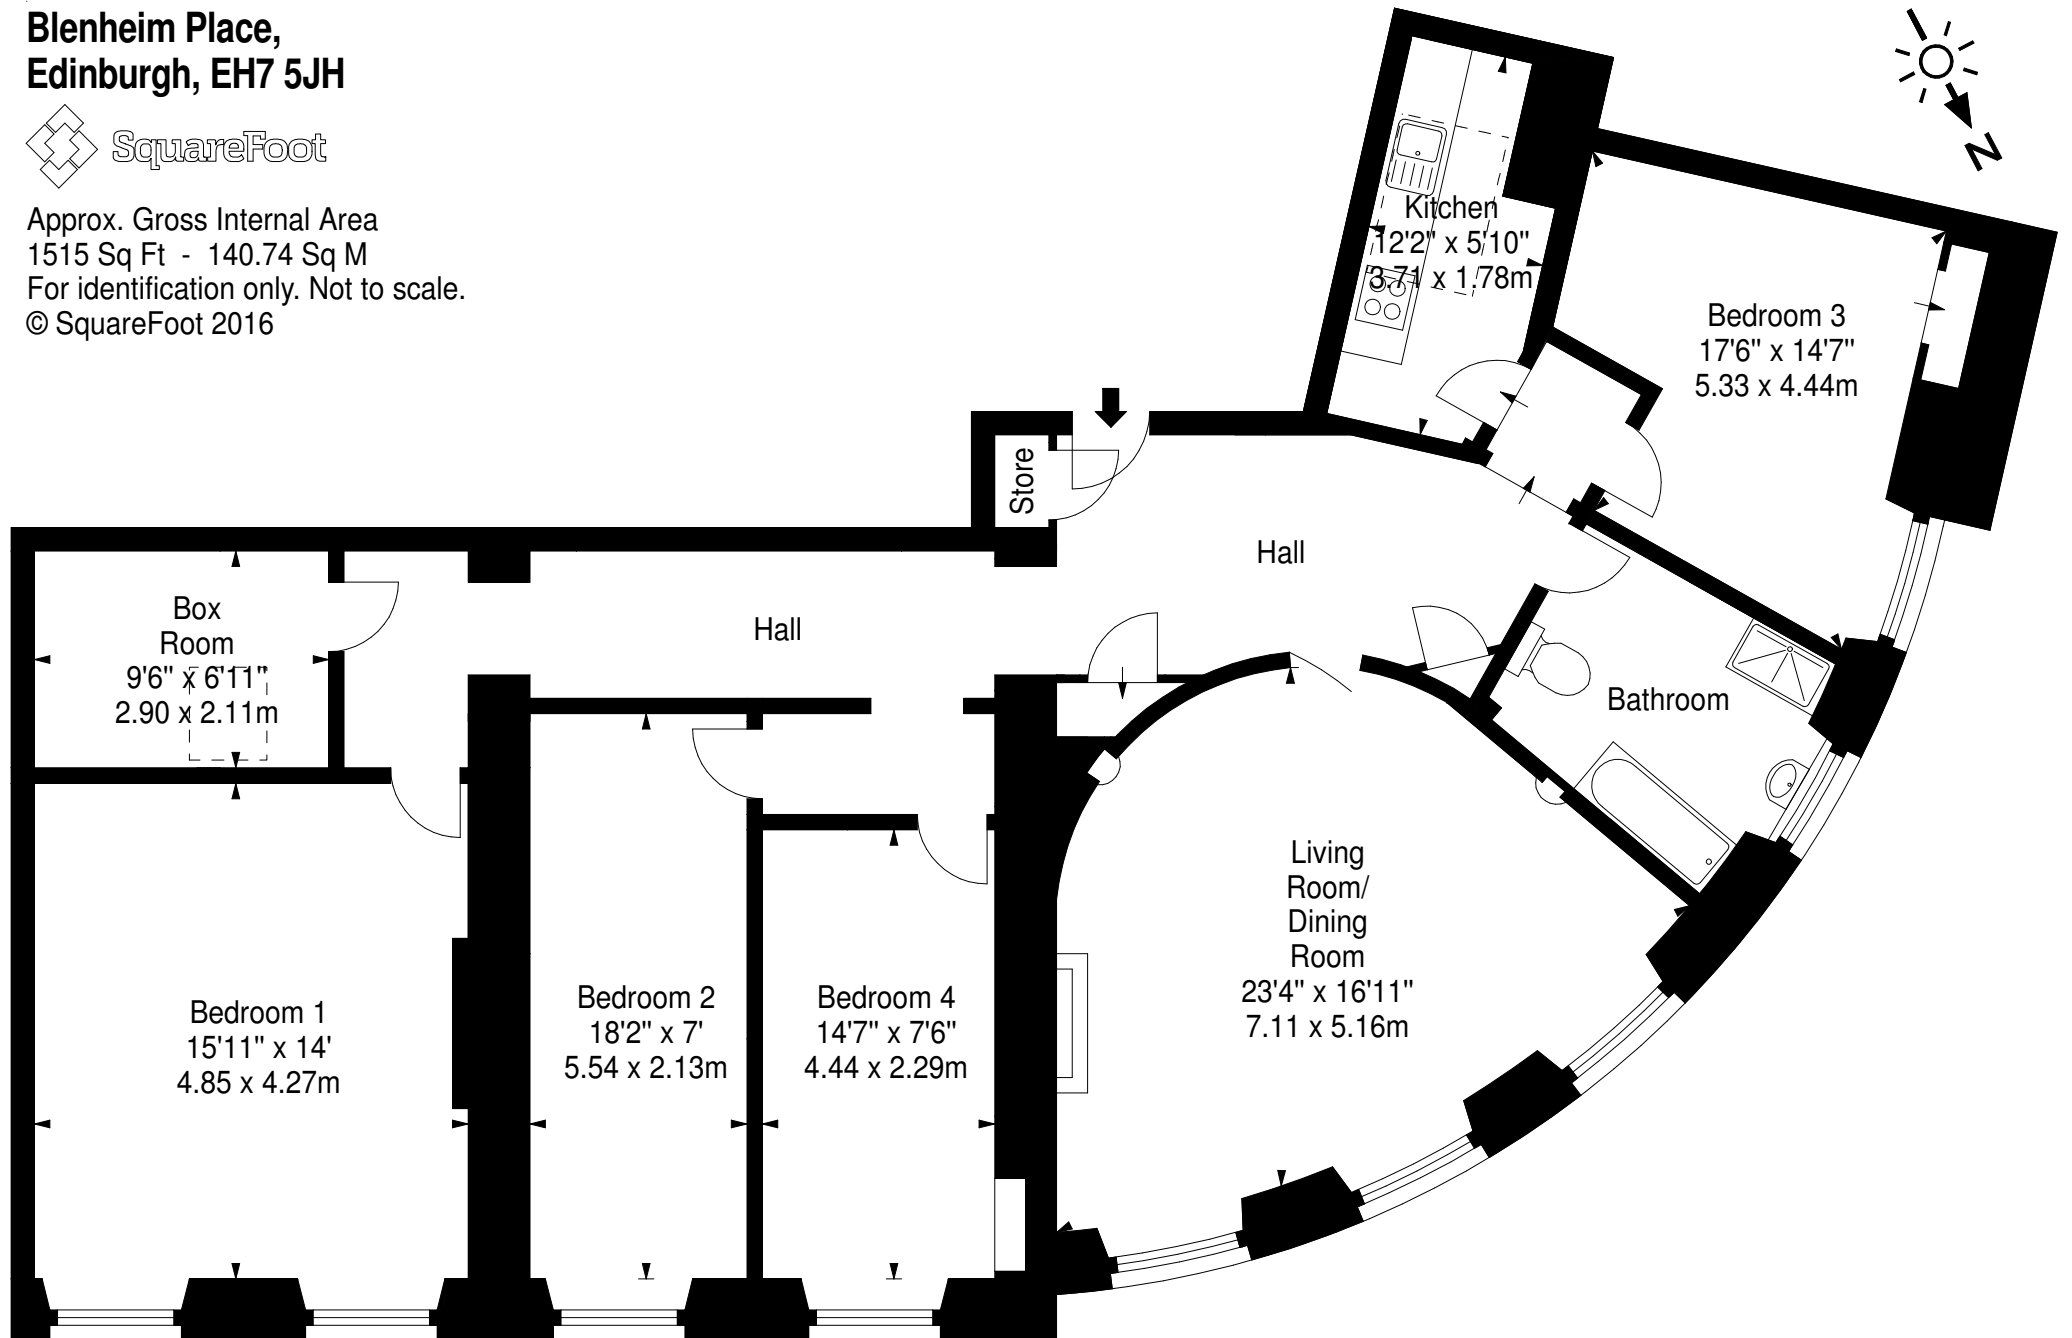 Blenheim Place,
Edinburgh, EH7 5JH
SquareFoot
Approx. Gross Internal Area
1515 Sq Ft - 140.74 Sq M
For identification only. Not to scale.
© SquareFoot 2016
N
Kitchen
12'2" x 5'10"
3.71 x 1.78m
Bedroom 3
17'6" x 14'7"
5.33 x 4.44m
Store
Hall
Hall
Box
Room
9'6" x 6'11"
2.90 x 2.11m
Bathroom
Living
Room/
Dining
Room
23'4" x 16'11"
7.11 x 5.16m
Bedroom 1
15'11" x 14'
4.85 x 4.27m
Bedroom 2
18'2" x 7'
5.54 x 2.13m
Bedroom 4
14'7" x 7'6"
4.44 x 2.29m